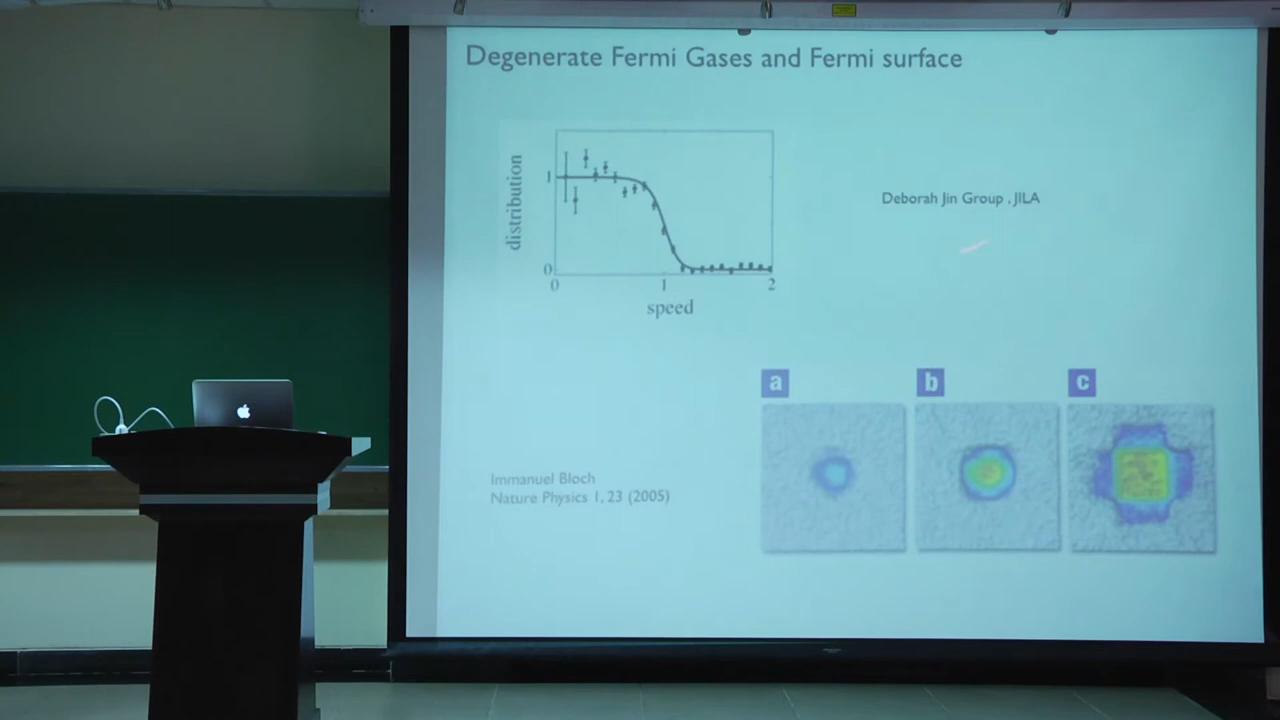 Degenerate Fermi Gases and Fermi surface
distribution
1
0
0
1
2
speed
Deborah Jin Group , JILA
a
b
c
Immanuel Bloch
Nature Physics 1, 23 (2005)